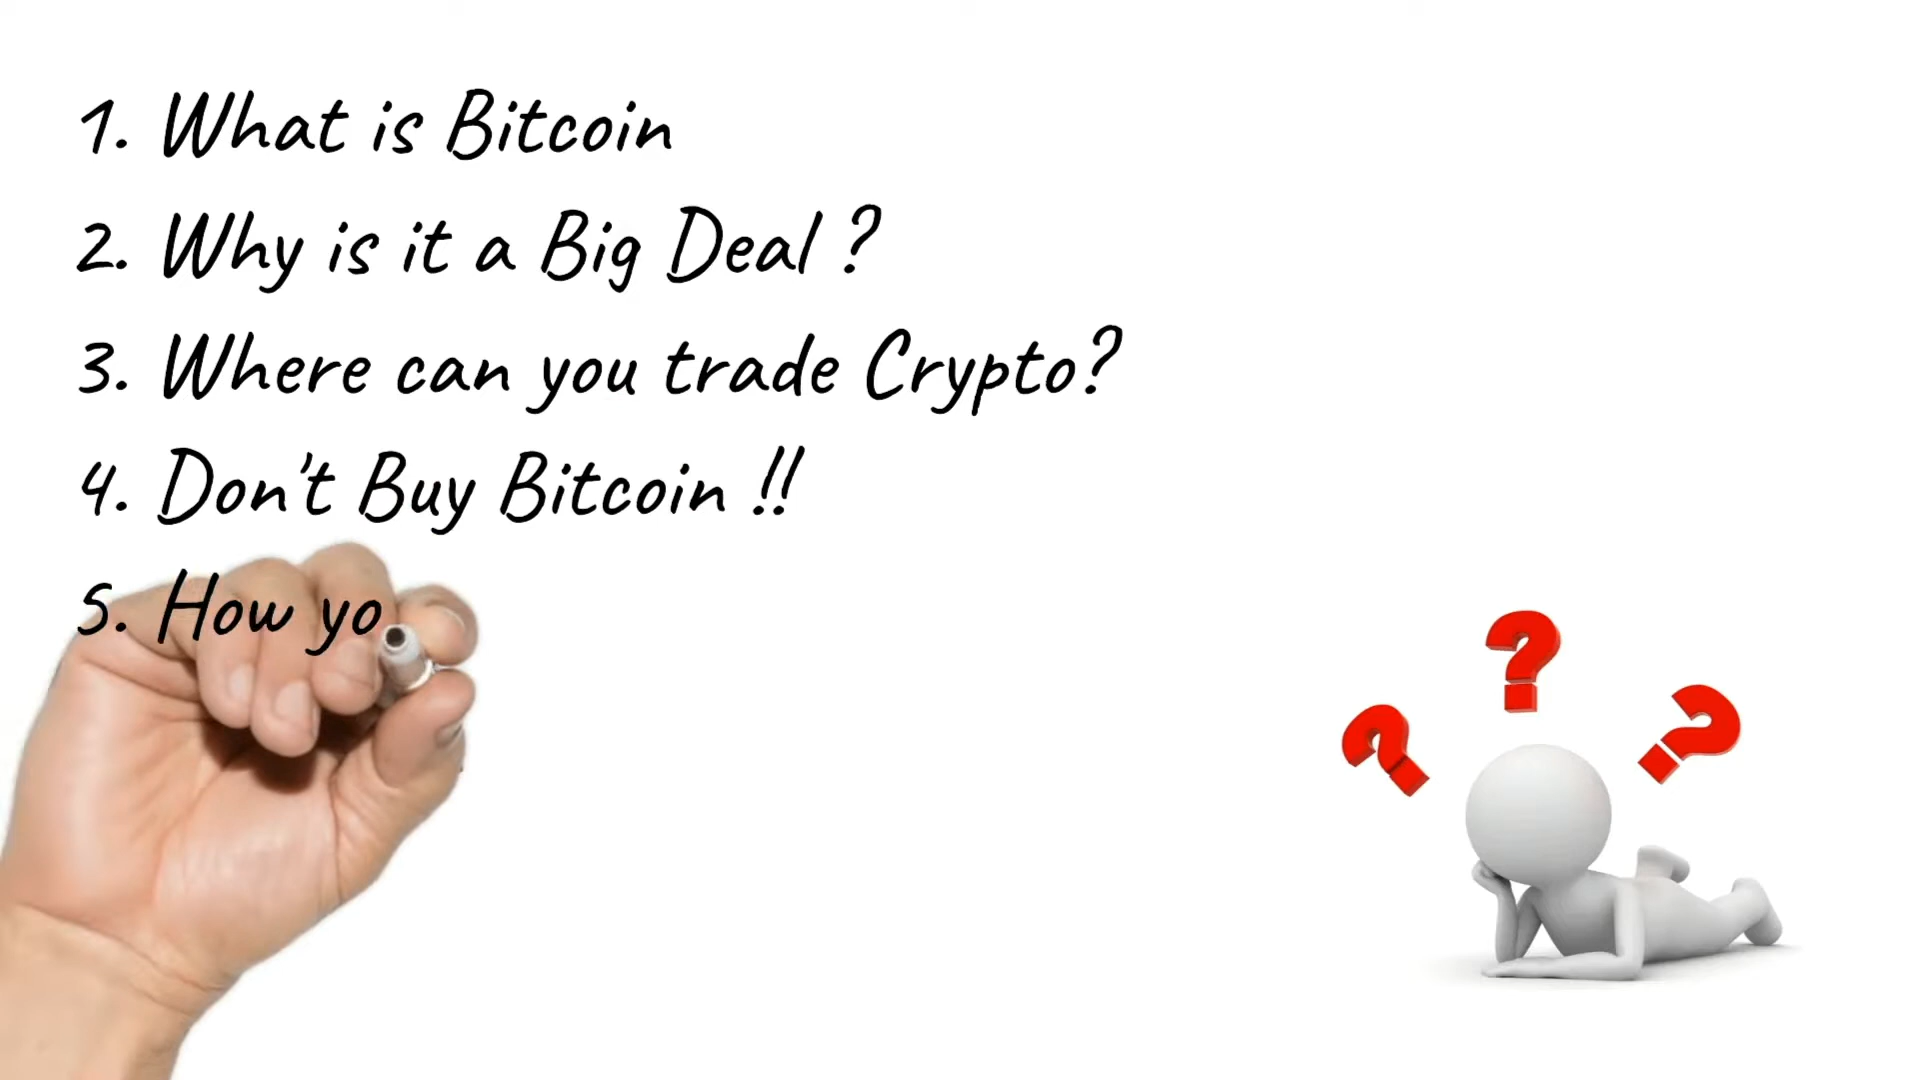 1. What is Bitcoin
2. Why is it a Big Deal ?
3. Where can you trade Crypto?
4. Don't Buy Bitcoin !!
5. How yo
? ? ?